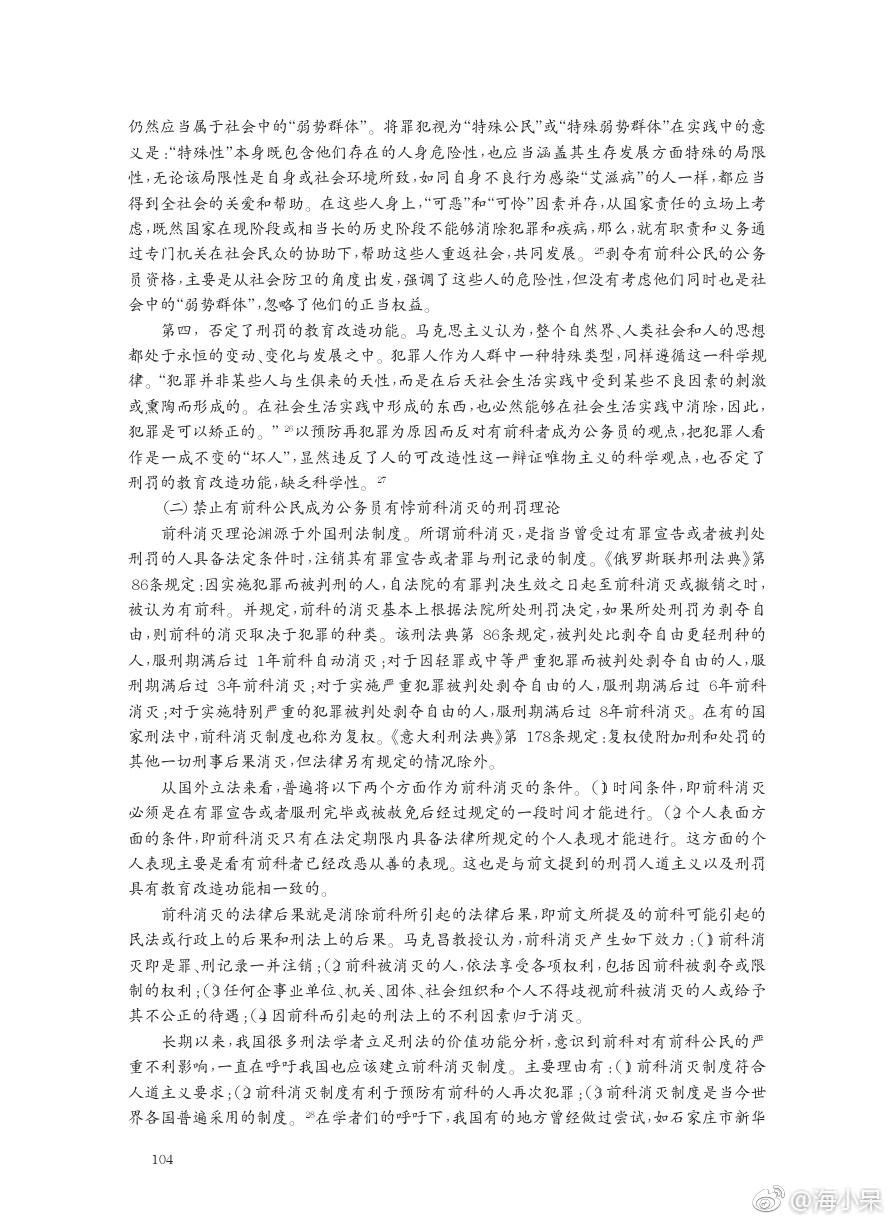 仍然应当属于社会中的“弱势群体”。将罪犯视为“特殊公民”或“特殊弱势群体”在实践中的意
义是:“特殊性”本身既包含他们存在的人身危险性,也应当涵盖其生存发展方面特殊的局限
性,无论该局限性是自身或社会环境所致,如同自身不良行为感染“艾滋病”的人一样,都应当
得到全社会的关爱和帮助。在这些人身上,“可恶”和“可怜”因素并存,从国家责任的立场上考
虑,既然国家在现阶段或相当长的历史阶段不能够消除犯罪和疾病,那么,就有职责和义务通
过专门机关在社会民众的协助下,帮助这些人重返社会,共同发展。25剥夺有前科公民的公务
员资格,主要是从社会防卫的角度出发,强调了这些人的危险性,但没有考虑他们同时也是社
会中的“弱势群体”,忽略了他们的正当权益。
第四，否定了刑罚的教育改造功能。马克思主义认为,整个自然界、人类社会和人的思想
都处于永恒的变动、变化与发展之中。犯罪人作为人群中一种特殊类型,同样遵循这一科学规
律。“犯罪并非某些人与生俱来的天性,而是在后天社会生活实践中受到某些不良因素的刺激
或熏陶而形成的。在社会生活实践中形成的东西,也必然能够在社会生活实践中消除,因此,
犯罪是可以矫正的。”26以预防再犯罪为原因而反对有前科者成为公务员的观点,把犯罪人看
作是一成不变的“坏人”,显然违反了人的可改造性这一辩证唯物主义的科学观点,也否定了
刑罚的教育改造功能,缺乏科学性。27
(二)禁止有前科公民成为公务员有悖前科消灭的刑罚理论
前科消灭理论渊源于外国刑法制度。所谓前科消灭,是指当曾受过有罪宣告或者被判处
刑罚的人具备法定条件时,注销其有罪宣告或者罪与刑记录的制度。《俄罗斯联邦刑法典》第
86条规定:因实施犯罪而被判刑的人,自法院的有罪判决生效之日起至前科消灭或撤销之时,
被认为有前科。并规定,前科的消灭基本上根据法院所处刑罚决定,如果所处刑罚为剥夺自
由,则前科的消灭取决于犯罪的种类。该刑法典第 86条规定,被判处比剥夺自由更轻刑种的
人,服刑期满后过 1年前科自动消灭;对于因轻罪或中等严重犯罪而被判处剥夺自由的人,服
刑期满后过 3年前科消灭;对于实施严重犯罪被判处剥夺自由的人,服刑期满后过 6年前科
消灭;对于实施特别严重的犯罪被判处剥夺自由的人,服刑期满后过 8年前科消灭。在有的国
家刑法中,前科消灭制度也称为复权。《意大利刑法典》第 178条规定:复权使附加刑和处罚的
其他一切刑事后果消灭,但法律另有规定的情况除外。
从国外立法来看,普遍将以下两个方面作为前科消灭的条件。(1)时间条件,即前科消灭
必须是在有罪宣告或者服刑完毕或被赦免后经过规定的一段时间才能进行。(2)个人表面方
面的条件,即前科消灭只有在法定期限内具备法律所规定的个人表现才能进行。这方面的个
人表现主要是看有前科者已经改恶从善的表现。这也是与前文提到的刑罚人道主义以及刑罚
具有教育改造功能相一致的。
前科消灭的法律后果就是消除前科所引起的法律后果,即前文所提及的前科可能引起的
民法或行政上的后果和刑法上的后果。马克昌教授认为,前科消灭产生如下效力:(1)前科消
灭即是罪、刑记录一并注销;(2)前科被消灭的人,依法享受各项权利,包括因前科被剥夺或限
制的权利;(3)任何企事业单位、机关、团体、社会组织和个人不得歧视前科被消灭的人或给予
其不公正的待遇;(4)因前科而引起的刑法上的不利因素归于消灭。
长期以来,我国很多刑法学者立足刑法的价值功能分析,意识到前科对有前科公民的严
重不利影响,一直在呼吁我国也应该建立前科消灭制度。主要理由有:(1)前科消灭制度符合
人道主义要求;(2)前科消灭制度有利于预防有前科的人再次犯罪;(3)前科消灭制度是当今世
界各国普遍采用的制度。28在学者们的呼吁下,我国有的地方曾经做过尝试,如石家庄市新华
104
@海小呆